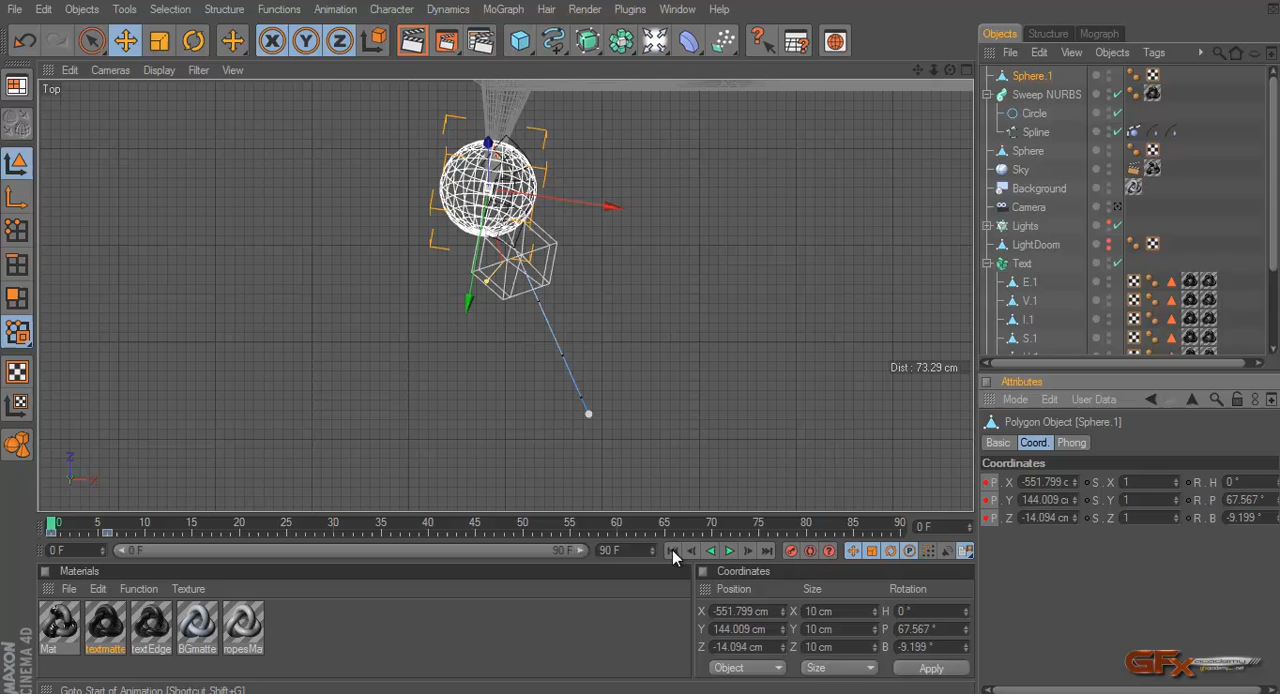 File Edit Objects Tools Selection Structure Functions Animation Character Dynamics MoGraph Hair Render Plugins Window Help
Objects Structure Mograph
File Edit View Objects Tags
Edit Cameras Display Filter View
Top
Sphere.1
Sweep NURBS
Circle
Spline
Sphere
Sky
Background
Camera
Lights
LightDoom
Text
E.1
V.1
I.1
S.1
Dist : 73.29 cm
Attributes
Mode Edit User Data
Polygon Object [Sphere.1]
Basic Coord. Phong
Coordinates
P . X -551.799 c S . X 1 R . H 0 °
P . Y 144.009 c S . Y 1 R . P 67.567 °
P . Z -14.094 c S . Z 1 R . B -9.199 °
0 5 10 15 20 25 30 35 40 45 50 55 60 65 70 75 80 85 90 0 F
0 F 0 F 90 F 90 F
Materials
File Edit Function Texture
Mat textmatte textEdge BGmatte ropesMa
Coordinates
Position Size Rotation
X -551.799 cm X 10 cm H 0 °
Y 144.009 cm Y 10 cm P 67.567 °
Z -14.094 cm Z 10 cm B -9.199 °
Object Size Apply
MAXON
CINEMA 4D
GFx academy
Goto Start of Animation [Shortcut Shift+G]